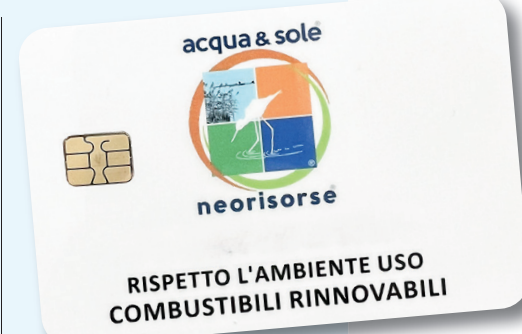 acqua & sole
®
neorisorse
RISPETTO L'AMBIENTE USO
COMBUSTIBILI RINNOVABILI